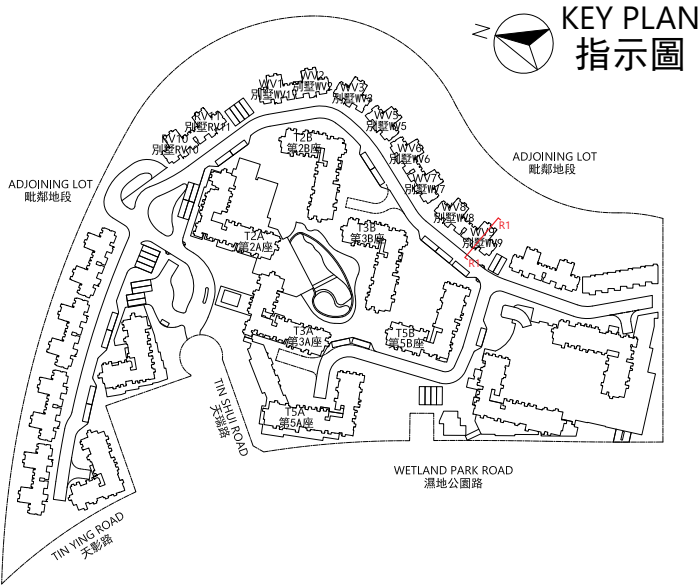 KEY PLAN
指示圖
N
WV1
別墅WV1
WV2
別墅WV2
WV3
別墅WV3
WV5
別墅WV5
WV6
別墅WV6
WV7
別墅WV7
WV8
別墅WV8
WV9
別墅WV9
R1
R1
RV11
別墅RV11
RV10
別墅RV10
T2B
第2B座
T2A
第2A座
T3B
第3B座
T3A
第3A座
T5B
第5B座
T5A
第5A座
ADJOINING LOT
毗鄰地段
ADJOINING LOT
毗鄰地段
TIN SHUI ROAD
天瑞路
WETLAND PARK ROAD
濕地公園路
TIN YING ROAD
天影路